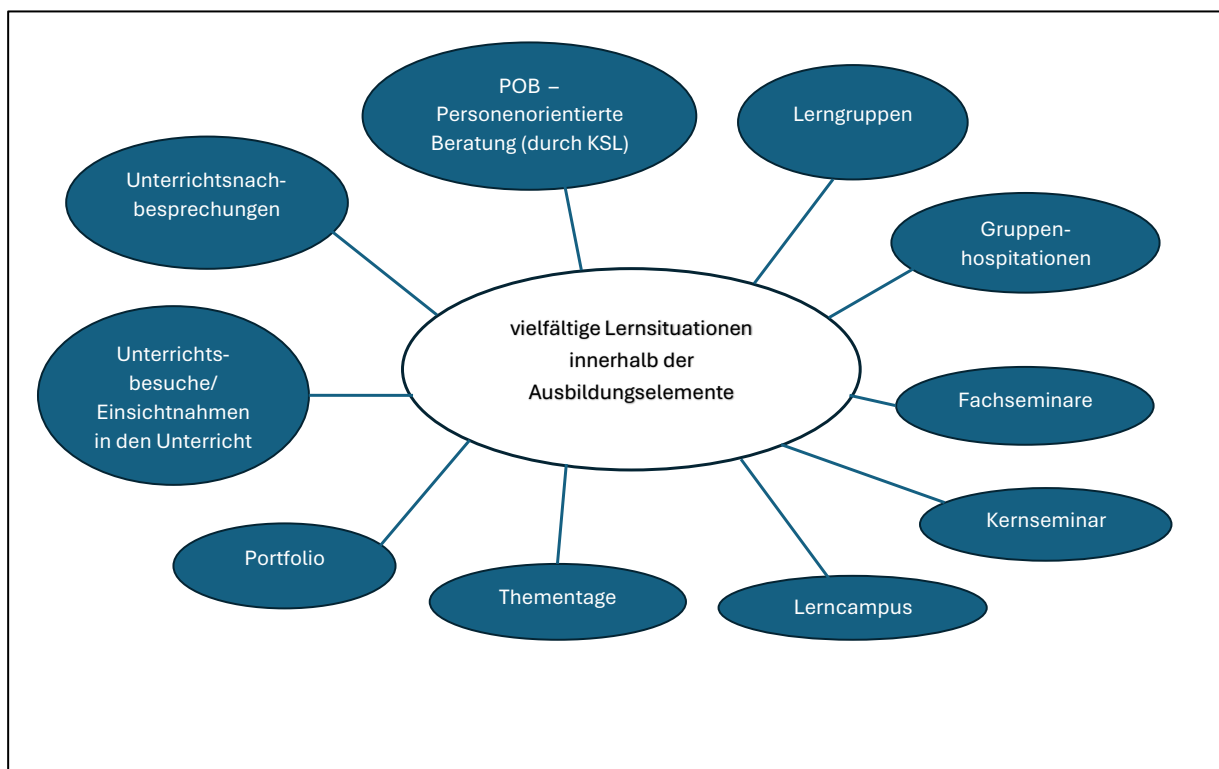 POB –
Personenorientierte
Beratung (durch KSL)
Lerngruppen
Unterrichtsnach-
besprechungen
Gruppen-
hospitationen
vielfältige Lernsituationen
innerhalb der
Ausbildungselemente
Unterrichts-
besuche/
Einsichtnahmen
in den Unterricht
Fachseminare
Kernseminar
Portfolio
Thementage
Lerncampus